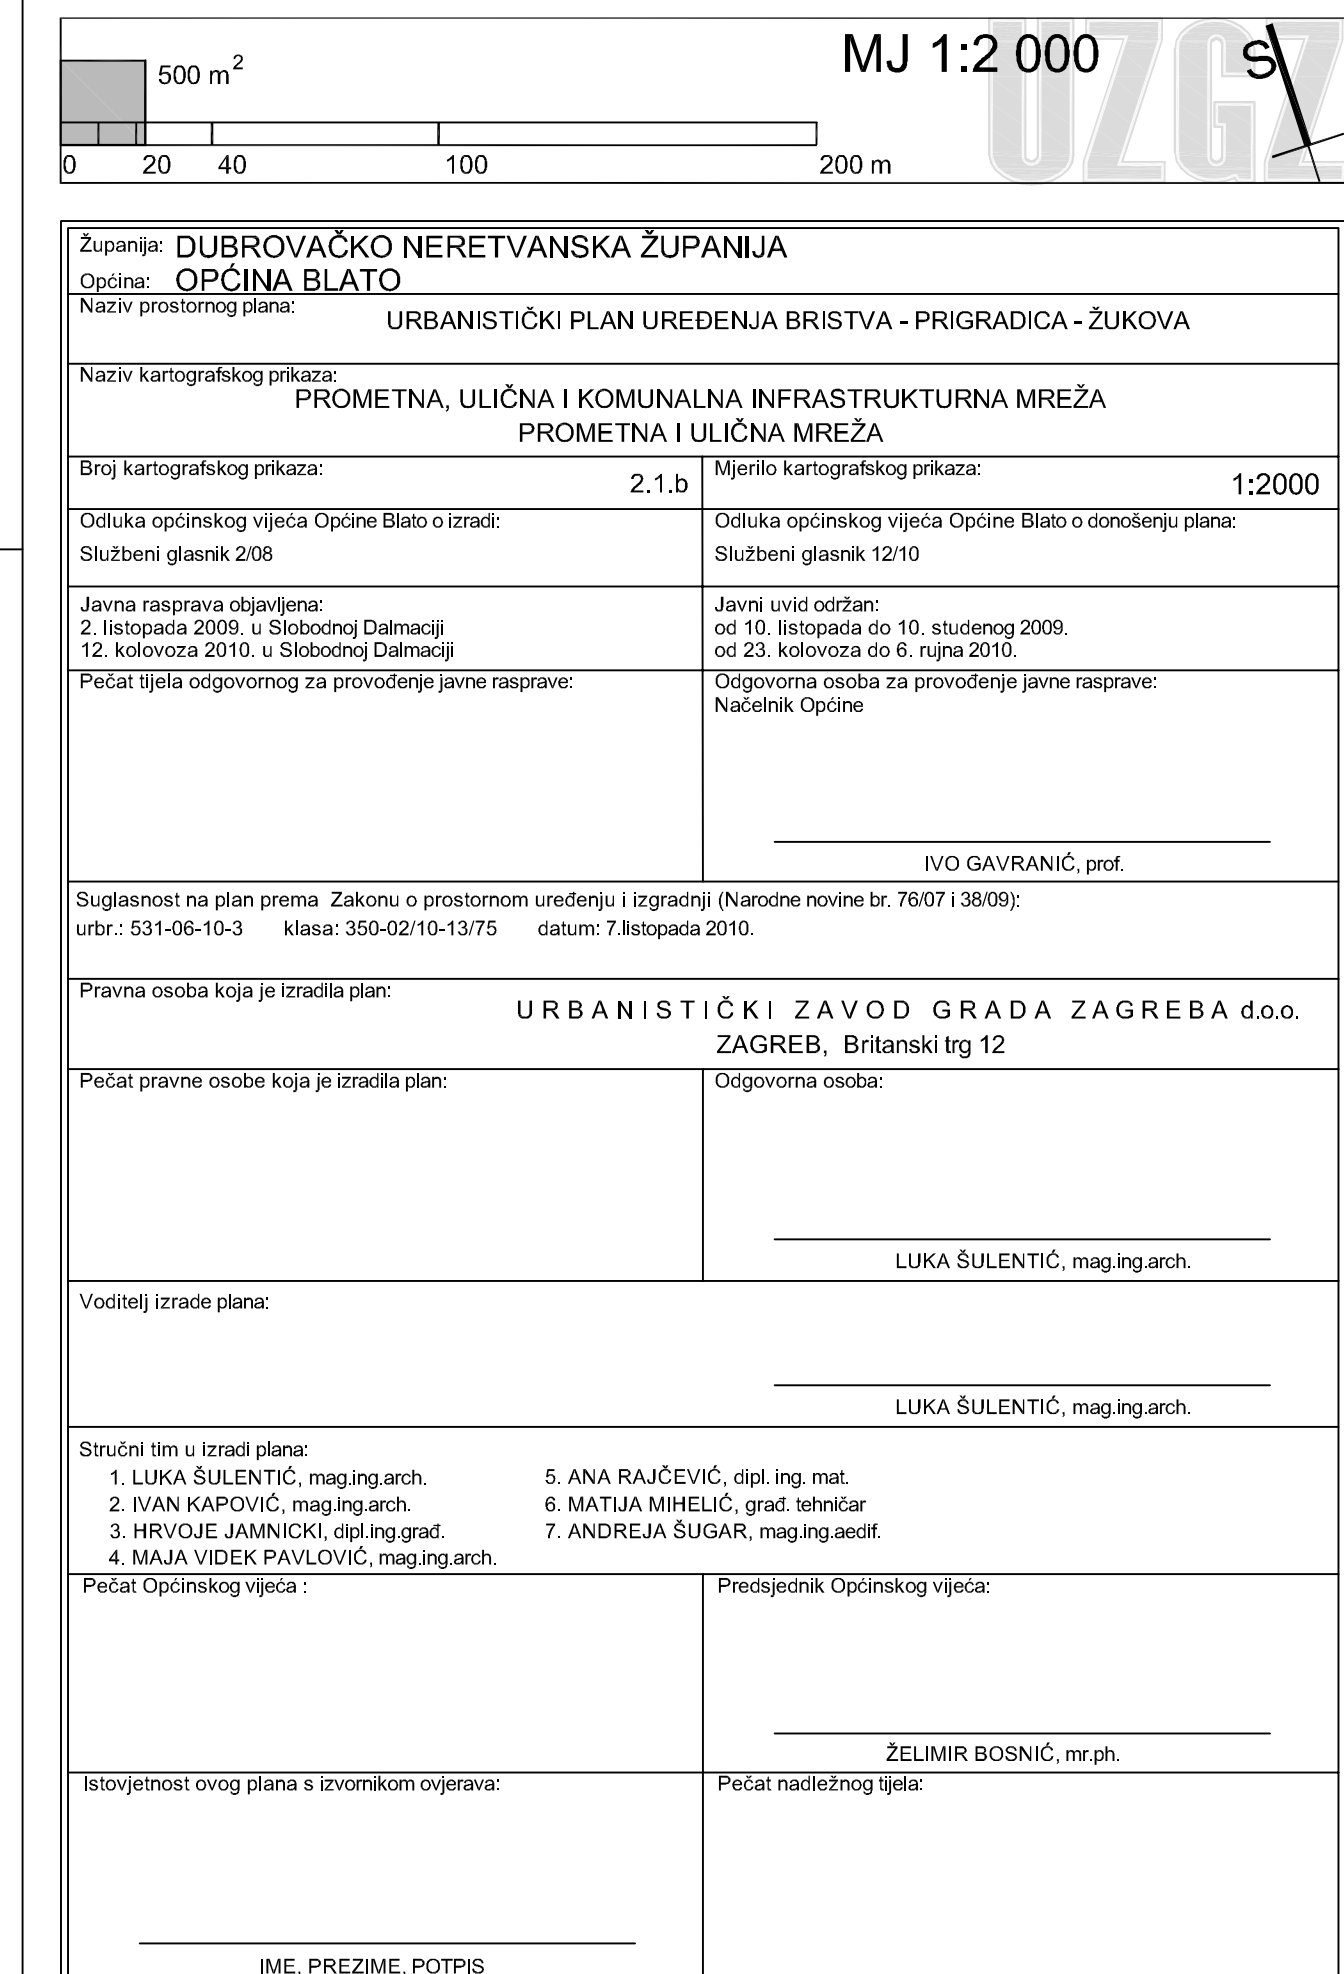 MJ 1:2 000
UZGZ
S
500 m2
0 20 40 100 200 m
Županija: DUBROVAČKO NERETVANSKA ŽUPANIJA
Općina: OPĆINA BLATO
Naziv prostornog plana:
URBANISTIČKI PLAN UREĐENJA BRISTVA - PRIGRADICA - ŽUKOVA
Naziv kartografskog prikaza:
PROMETNA, ULIČNA I KOMUNALNA INFRASTRUKTURNA MREŽA
PROMETNA I ULIČNA MREŽA
Broj kartografskog prikaza:
2.1.b
Mjerilo kartografskog prikaza:
1:2000
Odluka općinskog vijeća Općine Blato o izradi:
Službeni glasnik 2/08
Odluka općinskog vijeća Općine Blato o donošenju plana:
Službeni glasnik 12/10
Javna rasprava objavljena:
2. listopada 2009. u Slobodnoj Dalmaciji
12. kolovoza 2010. u Slobodnoj Dalmaciji
Javni uvid održan:
od 10. listopada do 10. studenog 2009.
od 23. kolovoza do 6. rujna 2010.
Pečat tijela odgovornog za provođenje javne rasprave:
Odgovorna osoba za provođenje javne rasprave:
Načelnik Općine
IVO GAVRANIĆ, prof.
Suglasnost na plan prema Zakonu o prostornom uređenju i izgradnji (Narodne novine br. 76/07 i 38/09):
urbr.: 531-06-10-3 klasa: 350-02/10-13/75 datum: 7.listopada 2010.
Pravna osoba koja je izradila plan:
URBANISTIČKI ZAVOD GRADA ZAGREBA d.o.o.
ZAGREB, Britanski trg 12
Pečat pravne osobe koja je izradila plan:
Odgovorna osoba:
LUKA ŠULENTIĆ, mag.ing.arch.
Voditelj izrade plana:
LUKA ŠULENTIĆ, mag.ing.arch.
Stručni tim u izradi plana:
1. LUKA ŠULENTIĆ, mag.ing.arch.
2. IVAN KAPOVIĆ, mag.ing.arch.
3. HRVOJE JAMNICKI, dipl.ing.građ.
4. MAJA VIDEK PAVLOVIĆ, mag.ing.arch.
5. ANA RAJČEVIĆ, dipl. ing. mat.
6. MATIJA MIHELIĆ, građ. tehničar
7. ANDREJA ŠUGAR, mag.ing.aedif.
Pečat Općinskog vijeća :
Predsjednik Općinskog vijeća:
ŽELIMIR BOSNIĆ, mr.ph.
Istovjetnost ovog plana s izvornikom ovjerava:
IME, PREZIME, POTPIS
Pečat nadležnog tijela: